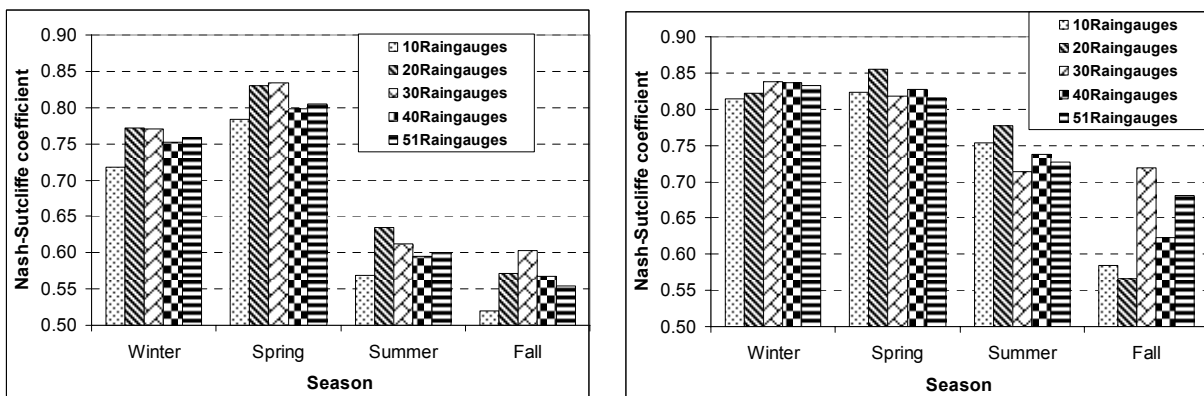 0.90
0.85
0.80
0.75
0.70
0.65
0.60
0.55
0.50
Nash-Sutcliffe coefficient
10Raingauges
20Raingauges
30Raingauges
40Raingauges
51Raingauges
Winter Spring Summer Fall
Season
0.90
0.85
0.80
0.75
0.70
0.65
0.60
0.55
0.50
Nash-Sutcliffe coefficient
10Raingauges
20Raingauges
30Raingauges
40Raingauges
51Raingauges
Winter Spring Summer Fall
Season